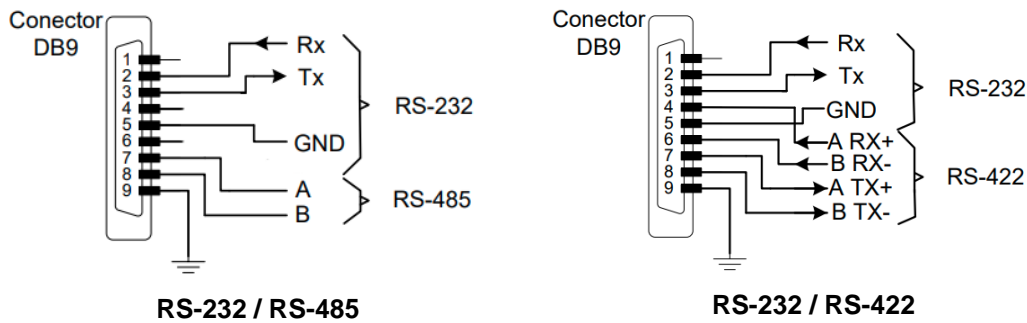 Conector
DB9
1
2
3
4
5
6
7
8
9
Rx
Tx
GND
A
B
RS-232
RS-485
RS-232 / RS-485
Conector
DB9
1
2
3
4
5
6
7
8
9
Rx
Tx
GND
A RX+
B RX-
A TX+
B TX-
RS-232
RS-422
RS-232 / RS-422